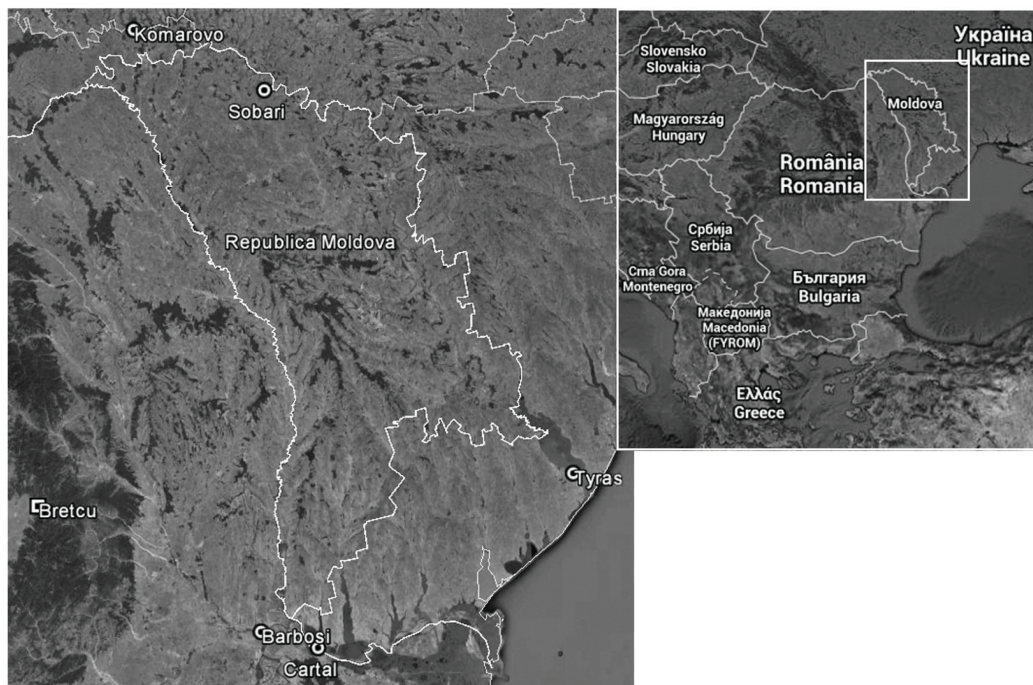 Komarovo
Sobari
Republica Moldova
Bretcu
Tyras
Barboşi
Cartal
Україна
Ukraine
Slovensko
Slovakia
Moldova
Magyarország
Hungary
România
Romania
Србија
Serbia
Crna Gora
Montenegro
България
Bulgaria
Македонија
Macedonia
(FYROM)
Ελλάς
Greece